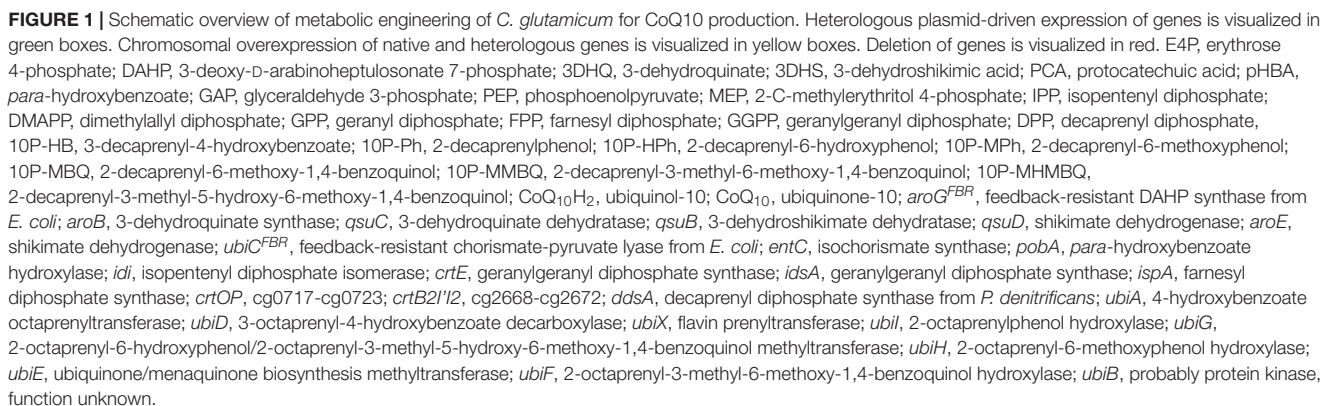 FIGURE 1 | Schematic overview of metabolic engineering of C. glutamicum for CoQ10 production. Heterologous plasmid-driven expression of genes is visualized in
green boxes. Chromosomal overexpression of native and heterologous genes is visualized in yellow boxes. Deletion of genes is visualized in red. E4P, erythrose
4-phosphate; DAHP, 3-deoxy-D-arabinoheptulosonate 7-phosphate; 3DHQ, 3-dehydroquinate; 3DHS, 3-dehydroshikimic acid; PCA, protocatechuic acid; pHBA,
para-hydroxybenzoate; GAP, glyceraldehyde 3-phosphate; PEP, phosphoenolpyruvate; MEP, 2-C-methylerythritol 4-phosphate; IPP, isopentenyl diphosphate;
DMAPP, dimethylallyl diphosphate; GPP, geranyl diphosphate; FPP, farnesyl diphosphate; GGPP, geranylgeranyl diphosphate; DPP, decaprenyl diphosphate,
10P-HB, 3-decaprenyl-4-hydroxybenzoate; 10P-Ph, 2-decaprenylphenol; 10P-HPh, 2-decaprenyl-6-hydroxyphenol; 10P-MPh, 2-decaprenyl-6-methoxyphenol;
10P-MBQ, 2-decaprenyl-6-methoxy-1,4-benzoquinol; 10P-MMBQ, 2-decaprenyl-3-methyl-6-methoxy-1,4-benzoquinol; 10P-MHMBQ,
2-decaprenyl-3-methyl-5-hydroxy-6-methoxy-1,4-benzoquinol; CoQ₁₀H₂, ubiquinol-10; CoQ₁₀, ubiquinone-10; aroG^FBR, feedback-resistant DAHP synthase from
E. coli; aroB, 3-dehydroquinate synthase; qsuC, 3-dehydroquinate dehydratase; qsuB, 3-dehydroshikimate dehydratase; qsuD, shikimate dehydrogenase; aroE,
shikimate dehydrogenase; ubiC^FBR, feedback-resistant chorismate-pyruvate lyase from E. coli; entC, isochorismate synthase; pobA, para-hydroxybenzoate
hydroxylase; idi, isopentenyl diphosphate isomerase; crtE, geranylgeranyl diphosphate synthase; idsA, geranylgeranyl diphosphate synthase; ispA, farnesyl
diphosphate synthase; crtOP, cg0717-cg0723; crtB2I'I2, cg2668-cg2672; ddsA, decaprenyl diphosphate synthase from P. denitrificans; ubiA, 4-hydroxybenzoate
octaprenyltransferase; ubiD, 3-octaprenyl-4-hydroxybenzoate decarboxylase; ubiX, flavin prenyltransferase; ubiI, 2-octaprenylphenol hydroxylase; ubiG,
2-octaprenyl-6-hydroxyphenol/2-octaprenyl-3-methyl-5-hydroxy-6-methoxy-1,4-benzoquinol methyltransferase; ubiH, 2-octaprenyl-6-methoxyphenol hydroxylase;
ubiE, ubiquinone/menaquinone biosynthesis methyltransferase; ubiF, 2-octaprenyl-3-methyl-6-methoxy-1,4-benzoquinol hydroxylase; ubiB, probably protein kinase,
function unknown.